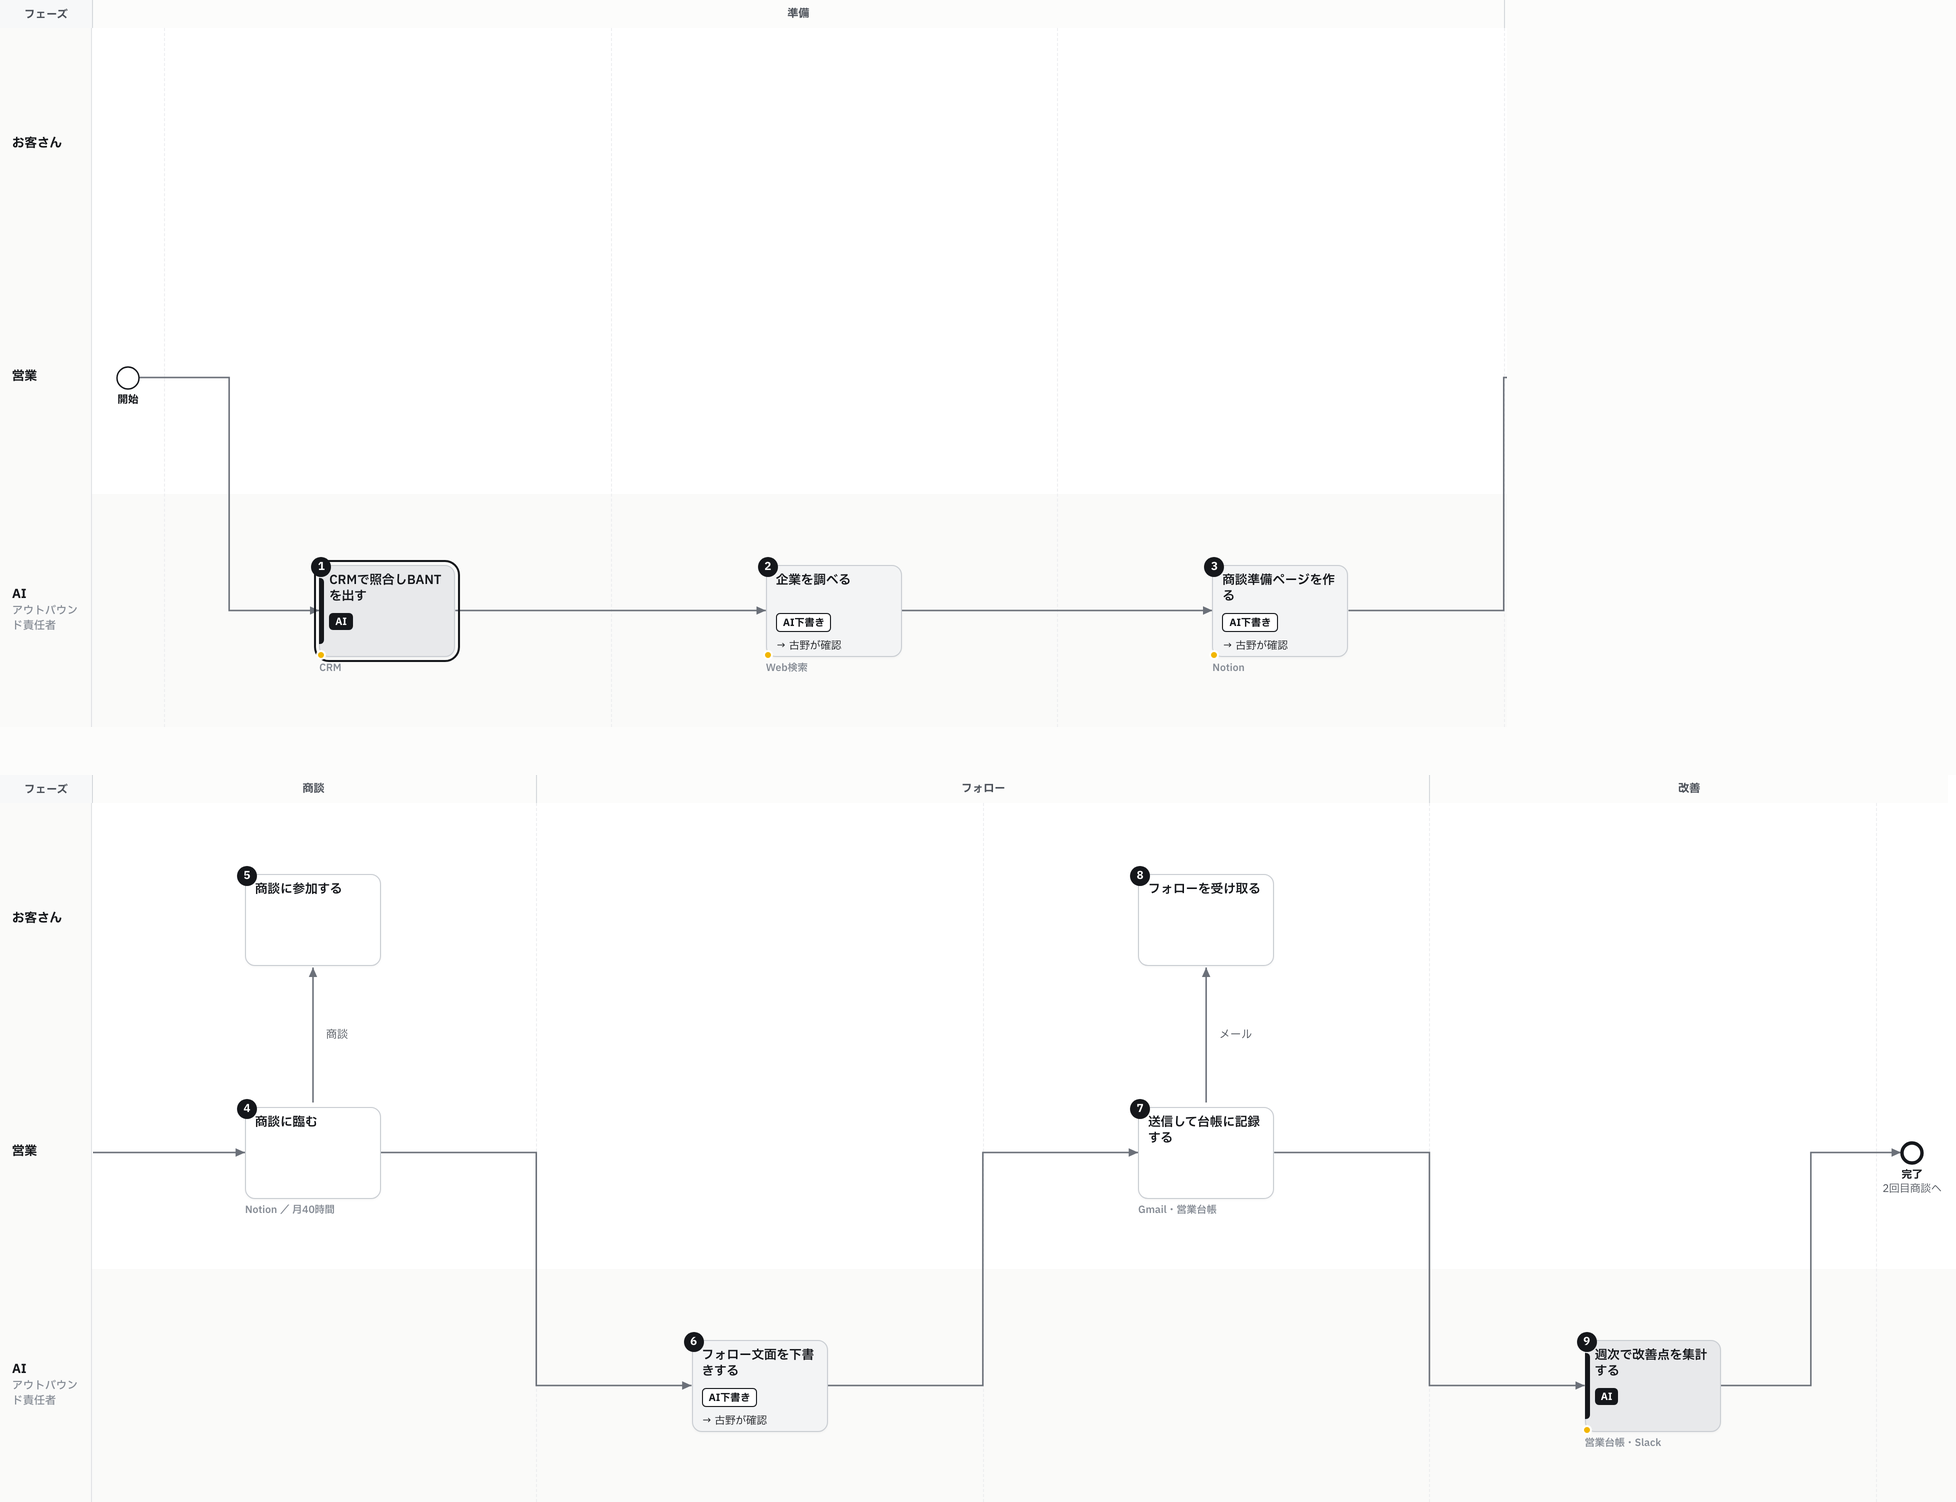 フェーズ
準備
お客さん
営業
開始
AI
アウトバウン
ド責任者
1
CRMで照合しBANT
を出す
AI
CRM
2
企業を調べる
AI下書き
→ 古野が確認
Web検索
3
商談準備ページを作
る
AI下書き
→ 古野が確認
Notion
フェーズ
商談
フォロー
改善
お客さん
5
商談に参加する
8
フォローを受け取る
商談
メール
営業
4
商談に臨む
Notion ／ 月40時間
7
送信して台帳に記録
する
Gmail・営業台帳
完了
2回目商談へ
AI
アウトバウン
ド責任者
6
フォロー文面を下書
きする
AI下書き
→ 古野が確認
9
週次で改善点を集計
する
AI
営業台帳・Slack